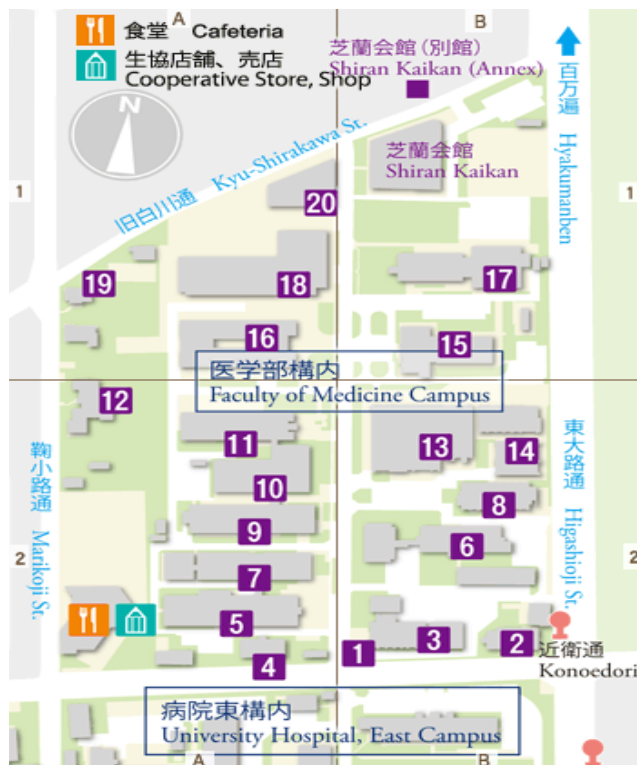 A
B
食堂 Cafeteria
生協店舗、売店
Cooperative Store, Shop
N
芝蘭会館(別館)
Shiran Kaikan (Annex)
百万遍 Hyakumanben
芝蘭会館
Shiran Kaikan
旧白川通 Kyu-Shirakawa St.
1
1
20
19
18
17
16
15
医学部構内
Faculty of Medicine Campus
12
11
13
14
10
8
9
6
7
鞠小路通 Marikoji St.
東大路通 Higashioji St.
2
2
5
4
1
3
2
近衛通
Konoedori
病院東構内
University Hospital, East Campus
A
B